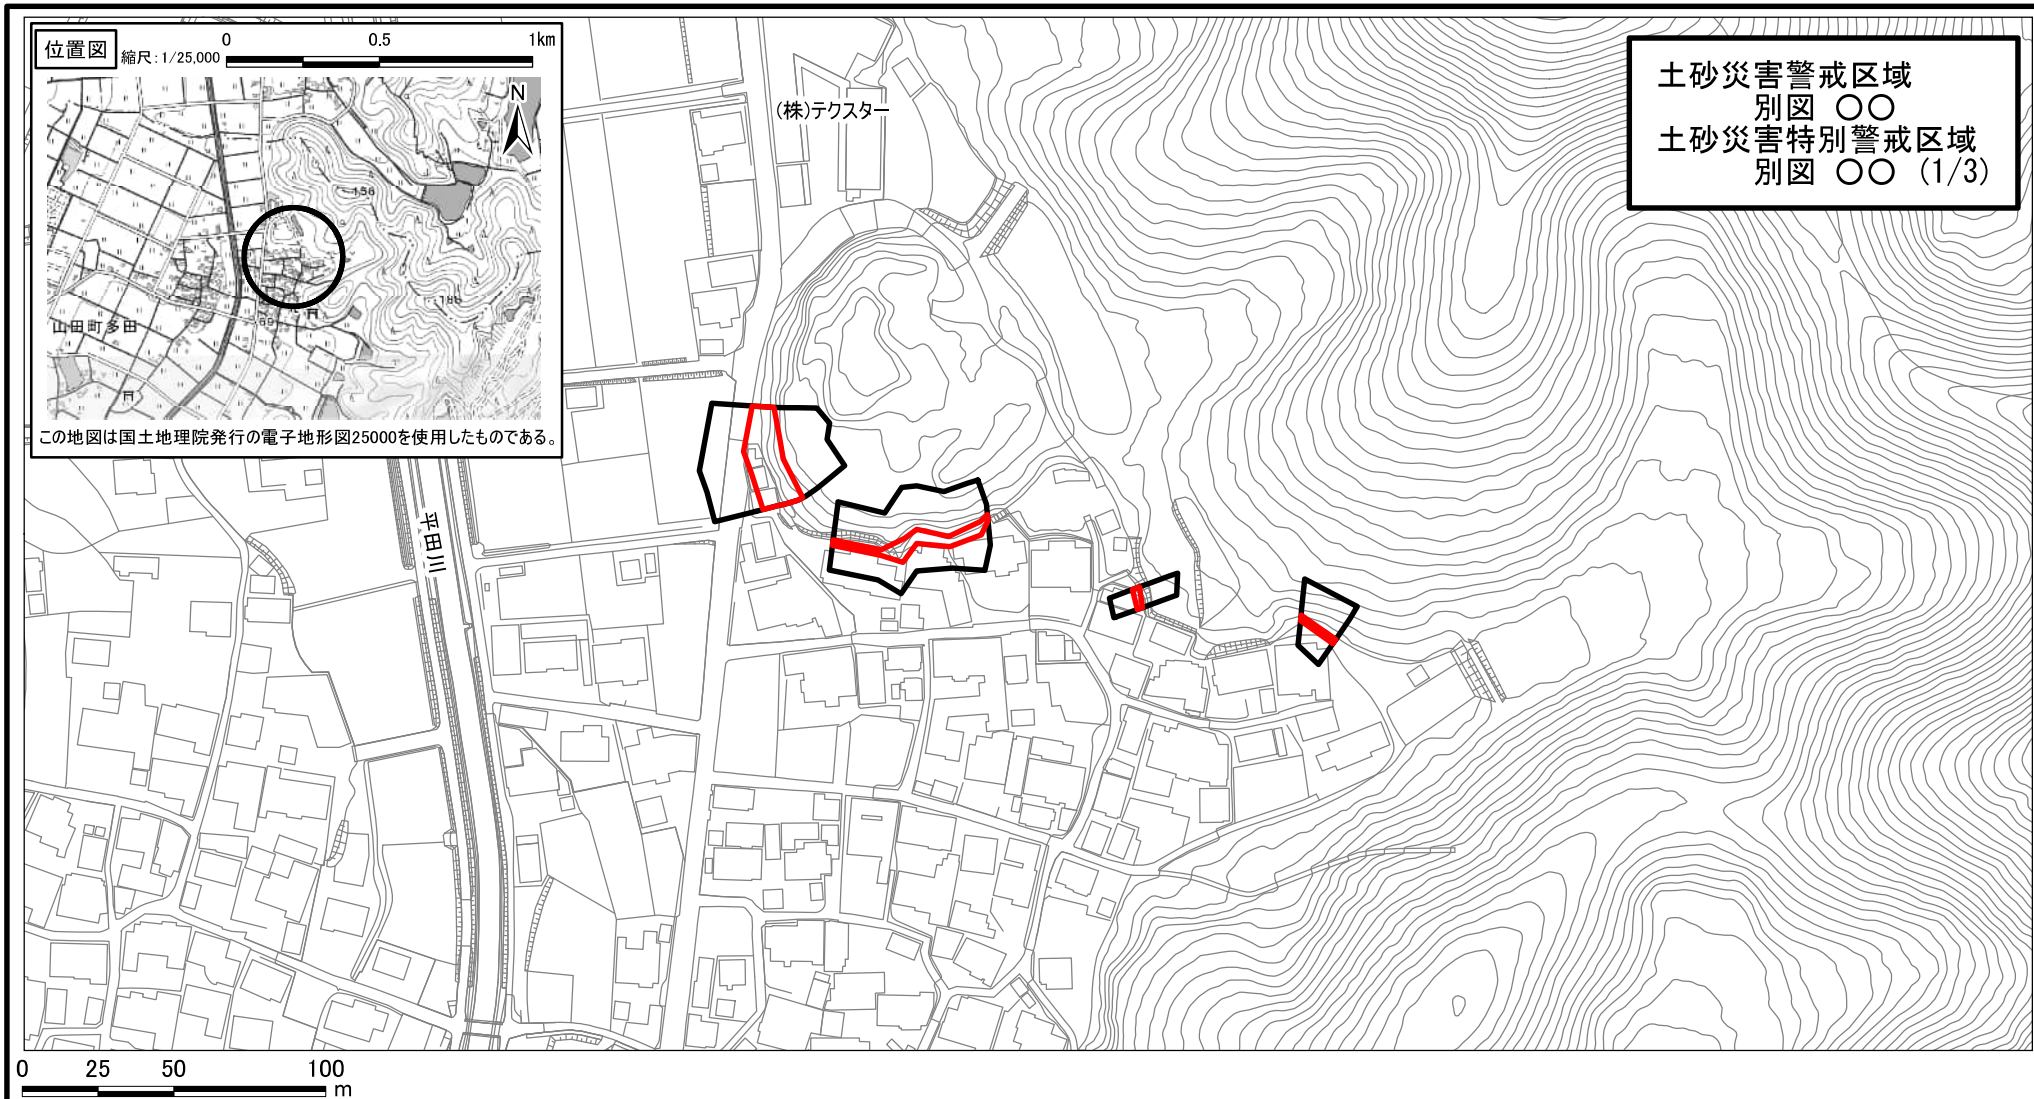 位置図
縮尺:1/25,000
0 0.5 1km
N
156
186
69
山田町多田
この地図は国土地理院発行の電子地形図25000を使用したものである。
(株)テクスター
土砂災害警戒区域
別図 〇〇
土砂災害特別警戒区域
別図 〇〇 (1/3)
平田川
0 25 50 100
m